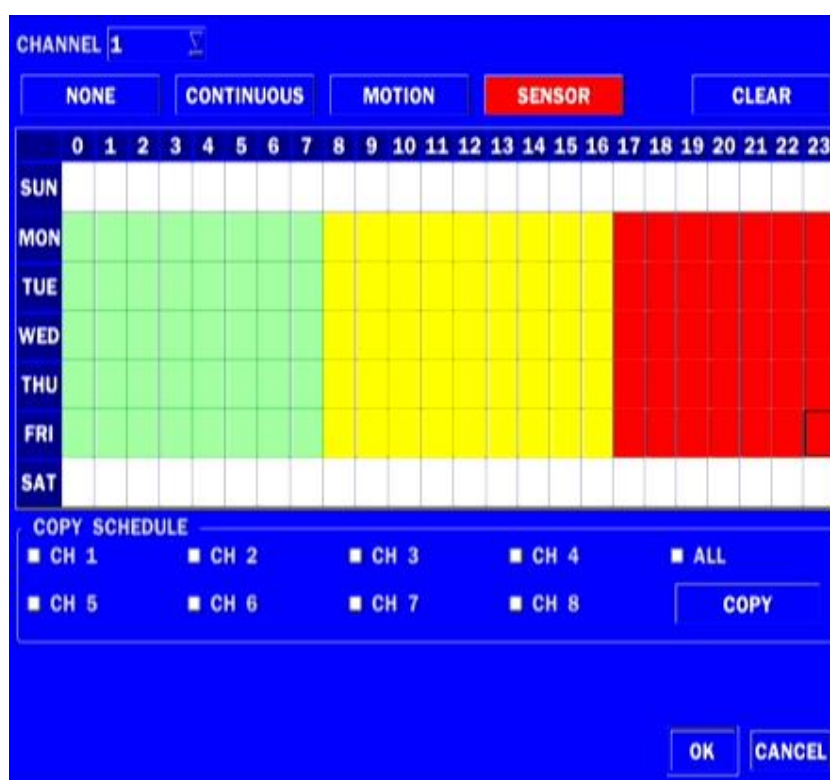 CHANNEL 1
NONE CONTINUOUS MOTION SENSOR CLEAR
0 1 2 3 4 5 6 7 8 9 10 11 12 13 14 15 16 17 18 19 20 21 22 23
SUN
MON
TUE
WED
THU
FRI
SAT
COPY SCHEDULE
CH 1 CH 2 CH 3 CH 4 ALL
CH 5 CH 6 CH 7 CH 8 COPY
OK CANCEL